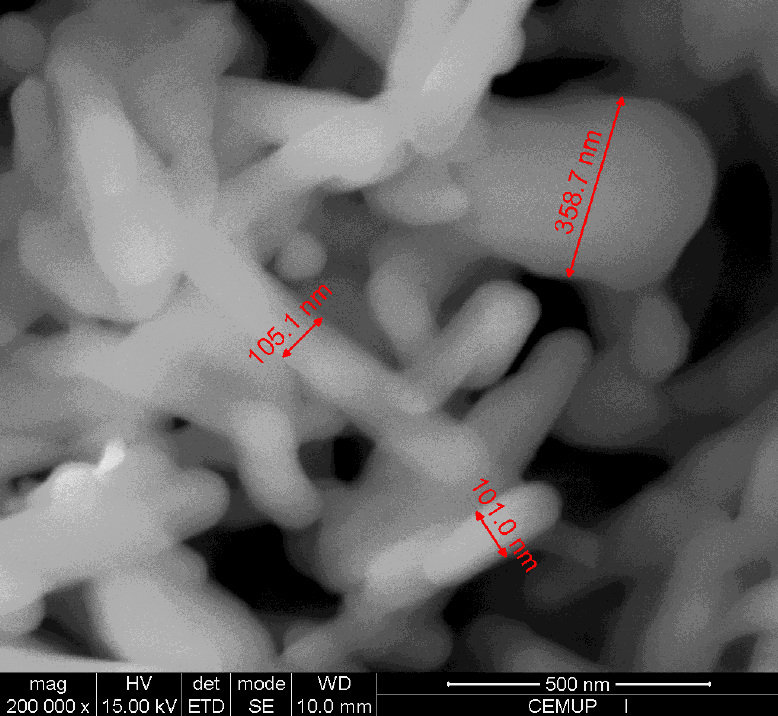 358.7 nm
105.1 nm
101.0 nm
mag HV det mode WD 500 nm
200 000 x 15.00 kV ETD SE 10.0 mm CEMUP I